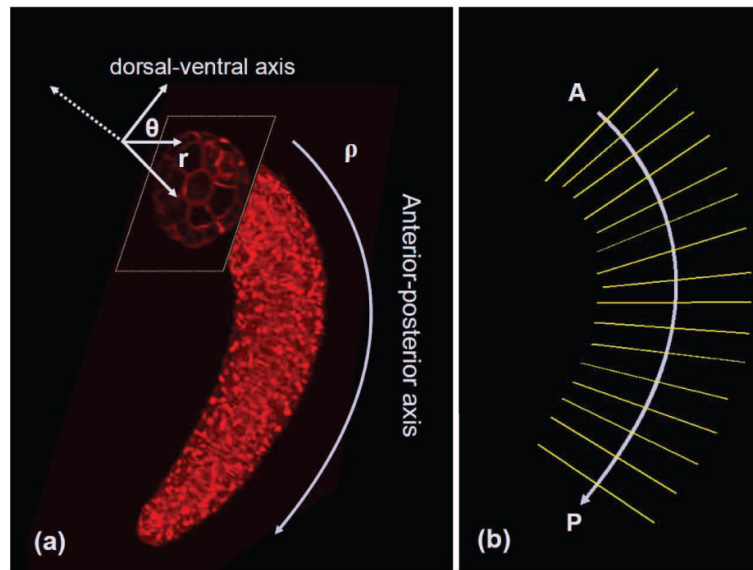 dorsal-ventral axis
θ
r
ρ
Anterior-posterior axis
(a)
A
P
(b)